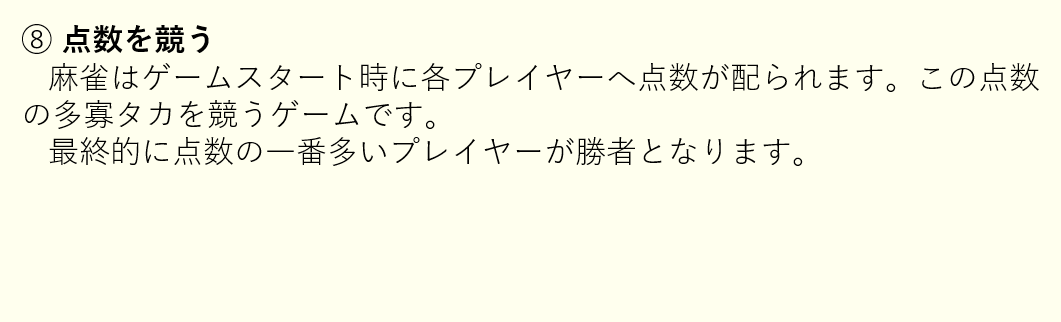 ⑧ 点数を競う
麻雀はゲームスタート時に各プレイヤーへ点数が配られます。この点数
の多寡タカを競うゲームです。
最終的に点数の一番多いプレイヤーが勝者となります。